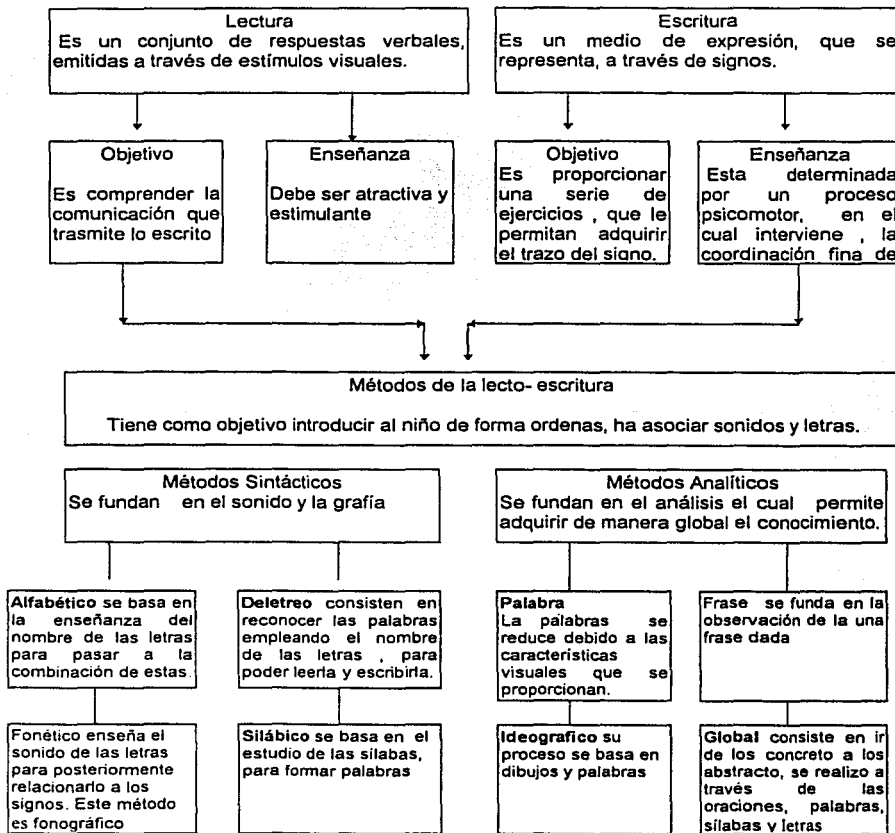 Lectura
Es un conjunto de respuestas verbales,
emitidas a través de estímulos visuales.
Escritura
Es un medio de expresión, que se
representa, a través de signos.
Objetivo
Es comprender la
comunicación que
trasmite lo escrito
Enseñanza
Debe ser atractiva y
estimulante
Objetivo
Es proporcionar
una serie de
ejercicios , que le
permitan adquirir
el trazo del signo.
Enseñanza
Esta determinada
por un proceso
psicomotor, en el
cual interviene , la
coordinación fina de
Métodos de la lecto- escritura
Tiene como objetivo introducir al niño de forma ordenas, ha asociar sonidos y letras.
Métodos Sintácticos
Se fundan en el sonido y la grafía
Métodos Analíticos
Se fundan en el análisis el cual permite
adquirir de manera global el conocimiento.
Alfabético se basa en
la enseñanza del
nombre de las letras
para pasar a la
combinación de estas.
Deletreo consisten en
reconocer las palabras
empleando el nombre
de las letras , para
poder leerla y escribirla.
Palabra
La palabras se
reduce debido a las
características
visuales que se
proporcionan.
Frase se funda en la
observación de la una
frase dada
Fonético enseña el
sonido de las letras
para posteriormente
relacionarlo a los
signos. Este método
es fonográfico
Silábico se basa en el
estudio de las sílabas,
para formar palabras
Ideografico su
proceso se basa en
dibujos y palabras
Global consiste en ir
de los concreto a los
abstracto, se realizo a
través de las
oraciones, palabras,
sílabas y letras